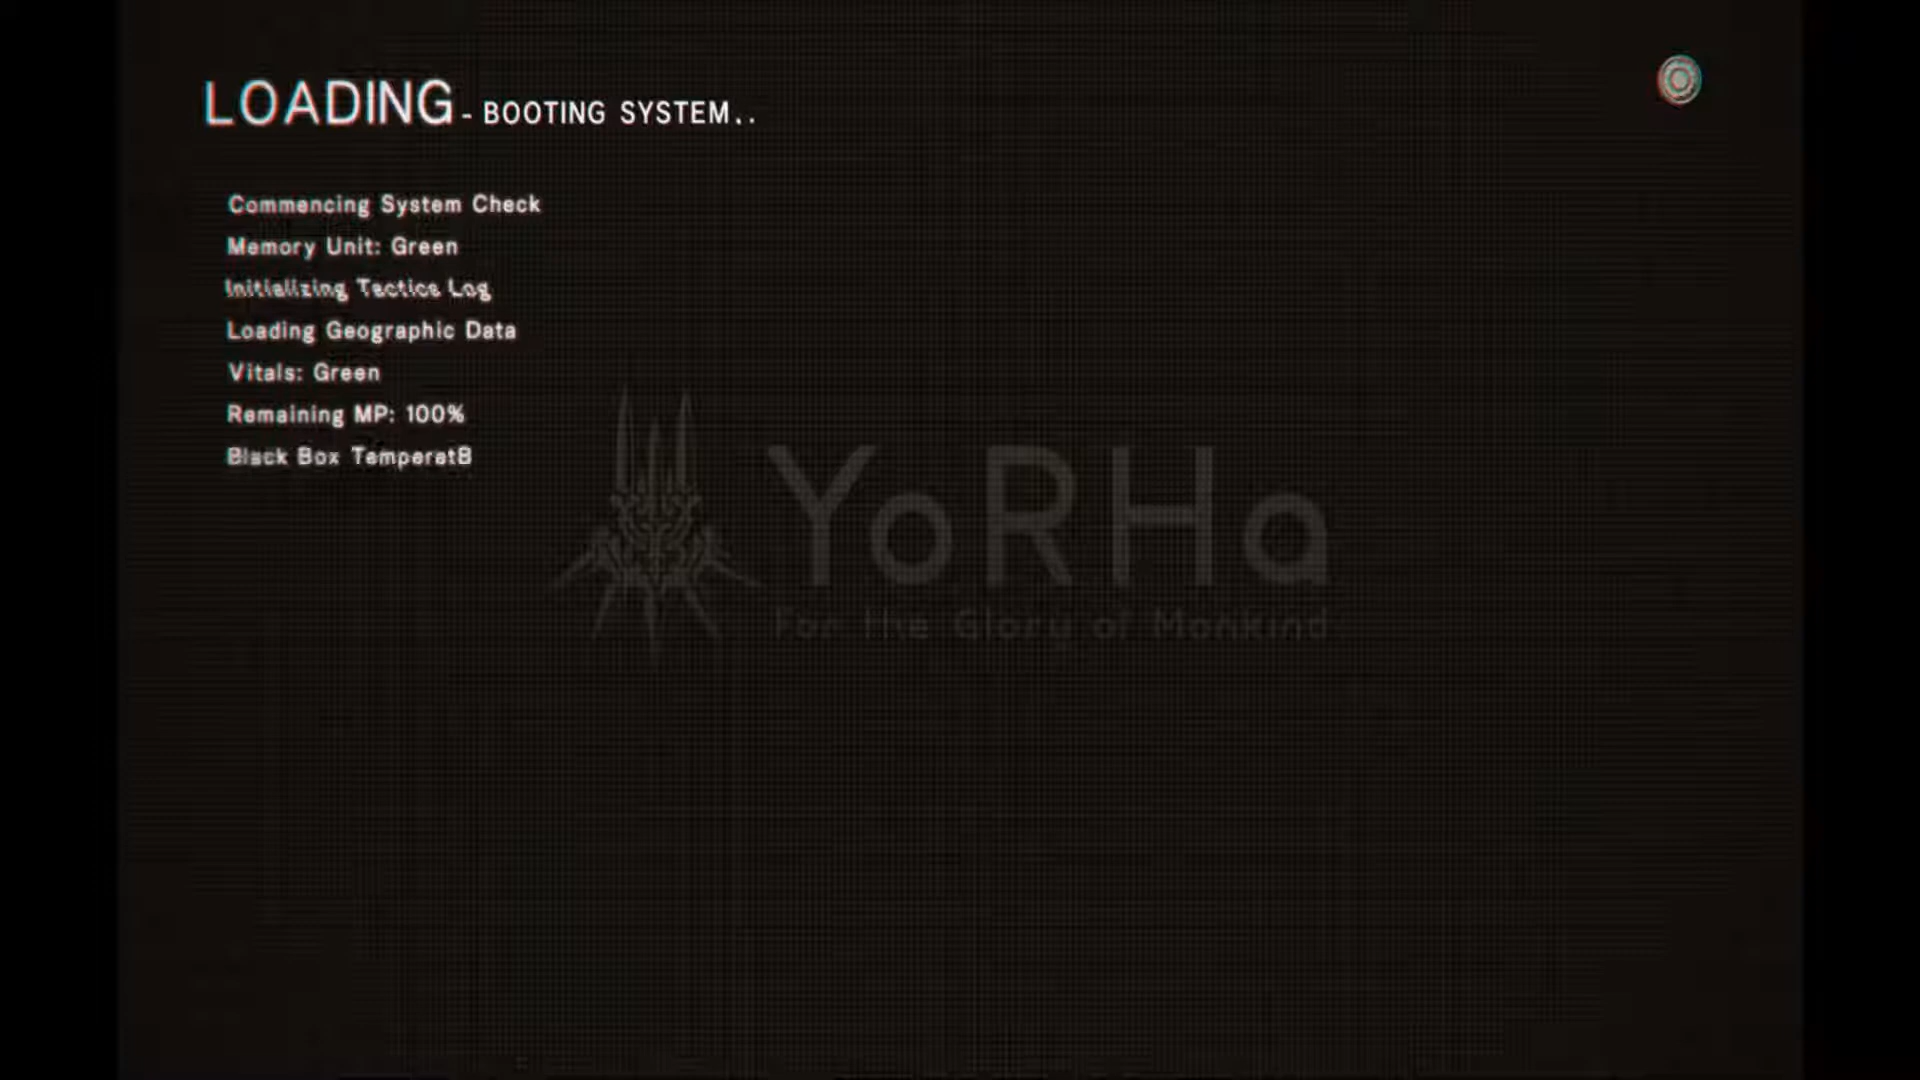 LOADING - BOOTING SYSTEM..
Commencing System Check
Memory Unit: Green
Initializing Tactics Log
Loading Geographic Data
Vitals: Green
Remaining MP: 100%
Black Box TemperatB
YoRHa
For the Glory of Mankind